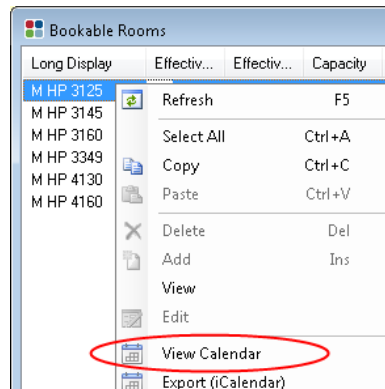 Bookable Rooms
Long Display Effectiv... Effectiv... Capacity
M HP 3125
M HP 3145
M HP 3160
M HP 3349
M HP 4130
M HP 4160
Refresh F5
Select All Ctrl+A
Copy Ctrl+C
Paste Ctrl+V
Delete Del
Add Ins
View
Edit
View Calendar
Export (iCalendar)